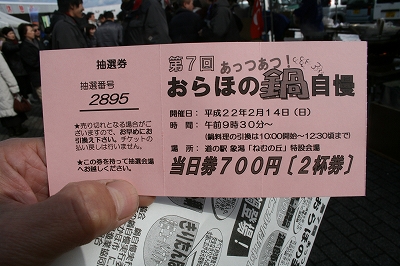 抽選券
抽選番号
2895
★売り切れとなる場合がご
ざいますので、お早めにお
引換え下さい。チケットの
払い戻しは行いません。
★この券を持って抽選会場
へお越しください。
第7回 あっつあつ!
おらほの鍋自慢
開催日: 平成22年2月14日(日)
時間: 午前9時30分~
(鍋料理の引換は10:00開始~12:30頃まで)
場所: 道の駅 象潟「ねむの丘」特設会場
当日券700円〔2杯券〕